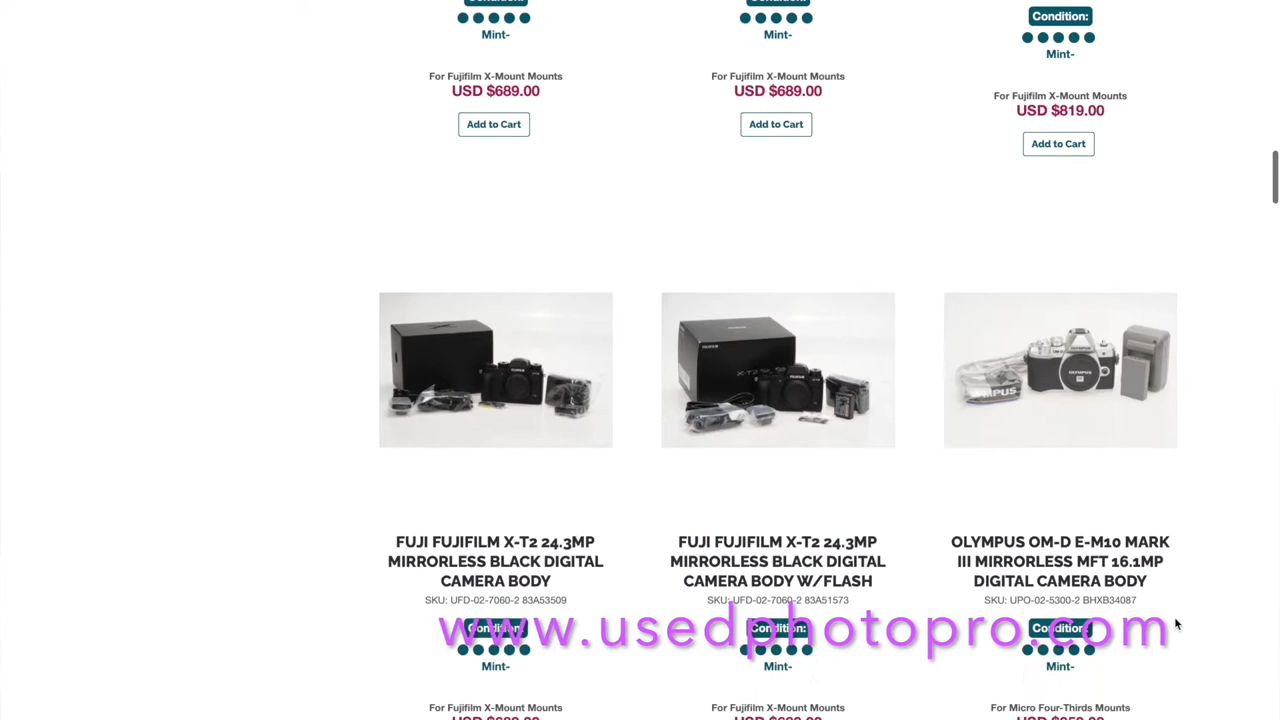 Condition:
Condition:
Condition:
Mint-
Mint-
Mint-
For Fujifilm X-Mount Mounts
USD $689.00
Add to Cart
For Fujifilm X-Mount Mounts
USD $689.00
Add to Cart
For Fujifilm X-Mount Mounts
USD $819.00
Add to Cart
FUJI FUJIFILM X-T2 24.3MP
MIRRORLESS BLACK DIGITAL
CAMERA BODY
SKU: UFD-02-7060-2 83A53509
Condition:
Mint-
For Fujifilm X-Mount Mounts
FUJI FUJIFILM X-T2 24.3MP
MIRRORLESS BLACK DIGITAL
CAMERA BODY W/FLASH
SKU: UFD-02-7060-2 83A51573
Condition:
Mint-
For Fujifilm X-Mount Mounts
OLYMPUS OM-D E-M10 MARK
III MIRRORLESS MFT 16.1MP
DIGITAL CAMERA BODY
SKU: UPO-02-5300-2 BHXB34087
Condition:
Mint-
For Micro Four-Thirds Mounts
www.usedphotopro.com